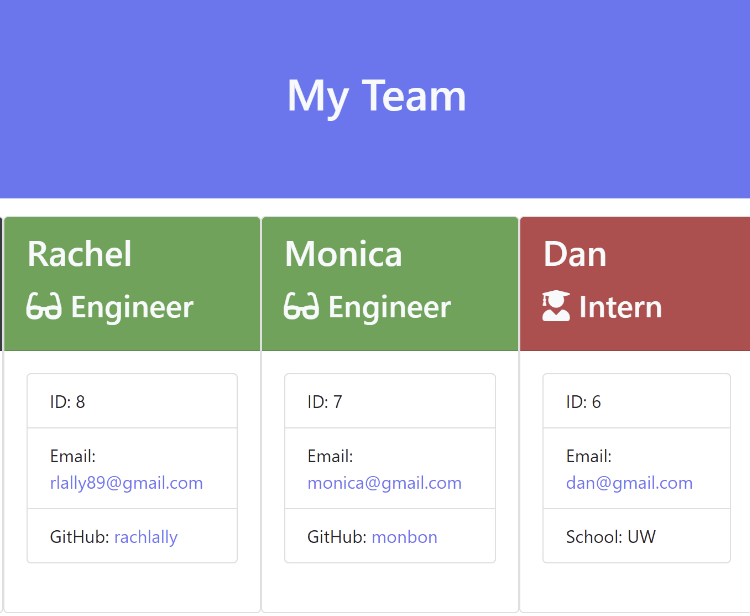 My Team
Rachel
Engineer
ID: 8
Email:
rlally89@gmail.com
GitHub: rachlally
Monica
Engineer
ID: 7
Email:
monica@gmail.com
GitHub: monbon
Dan
Intern
ID: 6
Email:
dan@gmail.com
School: UW